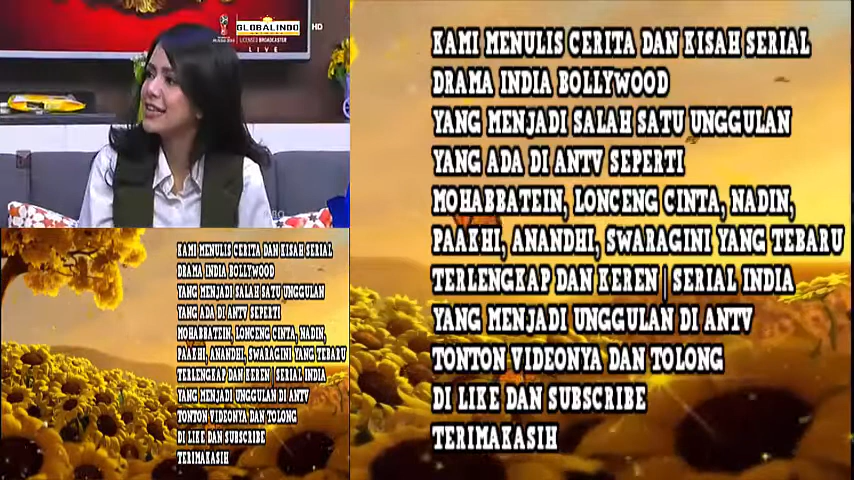 GLOBALINDO
HD
LICENSED BROADCASTER
LIVE
KAMI MENULIS CERITA DAN KISAH SERIAL
DRAMA INDIA BOLLYWOOD
YANG MENJADI SALAH SATU UNGGULAN
YANG ADA DI ANTV SEPERTI
MOHABBATEIN, LONCENG CINTA, NADIN,
PAAKHI, ANANDHI, SWARAGINI YANG TEBARU
TERLENGKAP DAN KEREN | SERIAL INDIA
YANG MENJADI UNGGULAN DI ANTV
TONTON VIDEONYA DAN TOLONG
DI LIKE DAN SUBSCRIBE
TERIMAKASIH
KAMI MENULIS CERITA DAN KISAH SERIAL
DRAMA INDIA BOLLYWOOD
YANG MENJADI SALAH SATU UNGGULAN
YANG ADA DI ANTV SEPERTI
MOHABBATEIN, LONCENG CINTA, NADIN,
PAAKHI, ANANDHI, SWARAGINI YANG TEBARU
TERLENGKAP DAN KEREN | SERIAL INDIA
YANG MENJADI UNGGULAN DI ANTV
TONTON VIDEONYA DAN TOLONG
DI LIKE DAN SUBSCRIBE
TERIMAKASIH